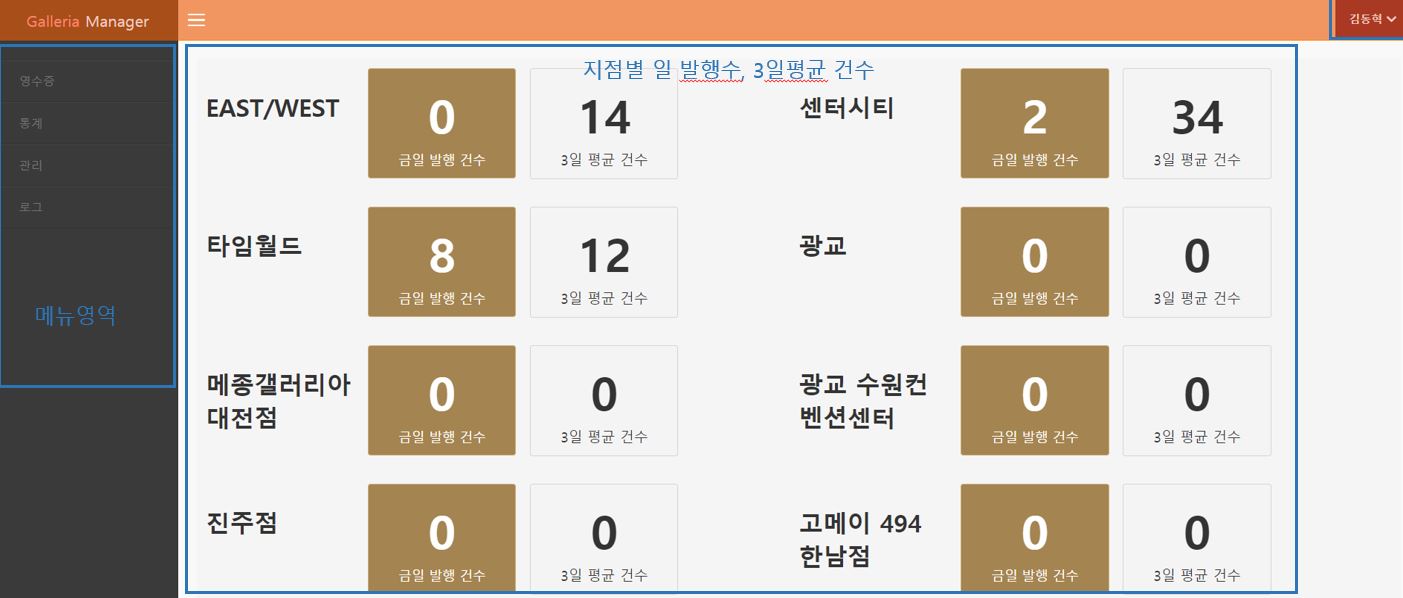 Galleria Manager
김동혁
영수증
통계
관리
로그
메뉴영역
지점별 일 발행수, 3일평균 건수
EAST/WEST
0
금일 발행 건수
14
3일 평균 건수
센터시티
2
금일 발행 건수
34
3일 평균 건수
타임월드
8
금일 발행 건수
12
3일 평균 건수
광교
0
금일 발행 건수
0
3일 평균 건수
메종갤러리아
대전점
0
금일 발행 건수
0
3일 평균 건수
광교 수원컨
벤션센터
0
금일 발행 건수
0
3일 평균 건수
진주점
0
금일 발행 건수
0
3일 평균 건수
고메이 494
한남점
0
금일 발행 건수
0
3일 평균 건수